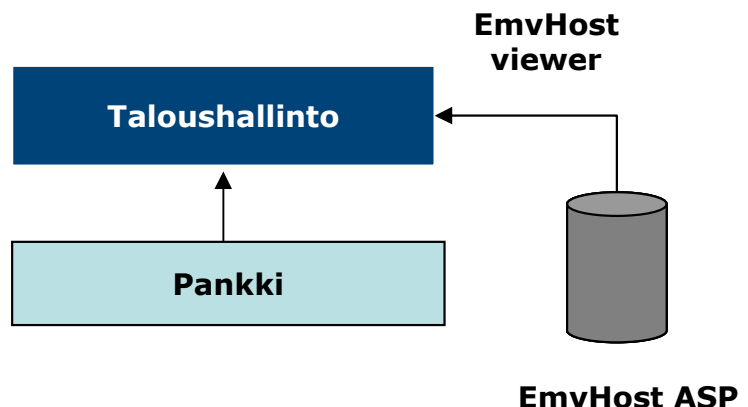 EmvHost
viewer
Taloushallinto
Pankki
EmvHost ASP